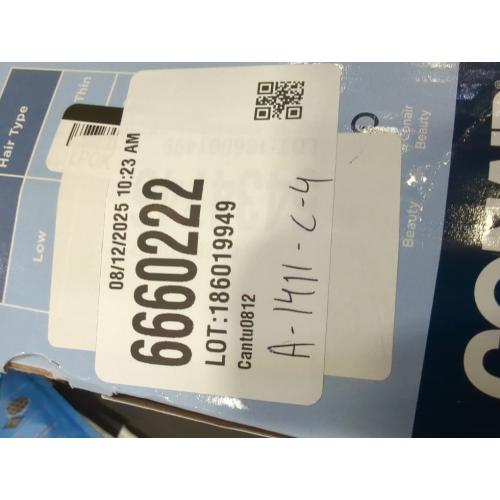 08/12/2025 10:23 AM
6660222
LOT:186019949
Cantu0812
A-1411-C-4
Hair Type
Thin
Low
Conair
Beauty
Beauty